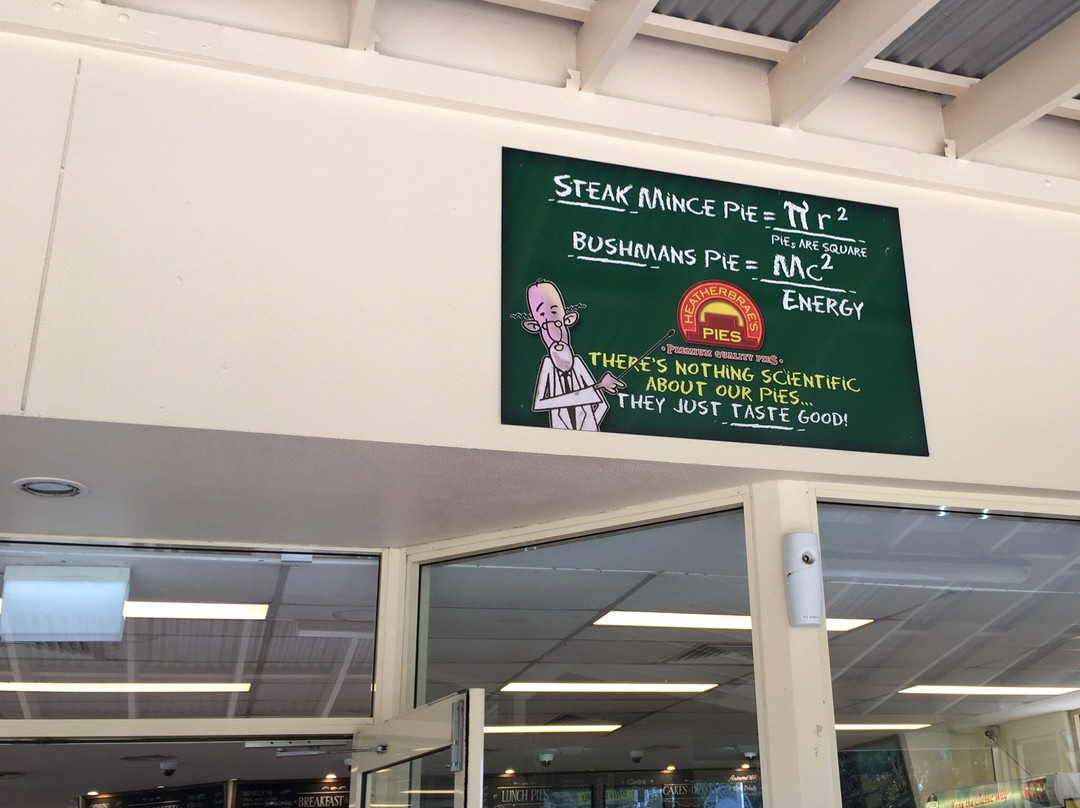 STEAK MINCE PIE = πr²
PIEs ARE SQUARE
BUSHMANS PIE = Mc²
ENERGY
HEATHERBRAE'S
PIES
· PREMIUM QUALITY PIES ·
THERE'S NOTHING SCIENTIFIC
ABOUT OUR PIES...
THEY JUST TASTE GOOD!
BREAKFAST
LUNCH PIES